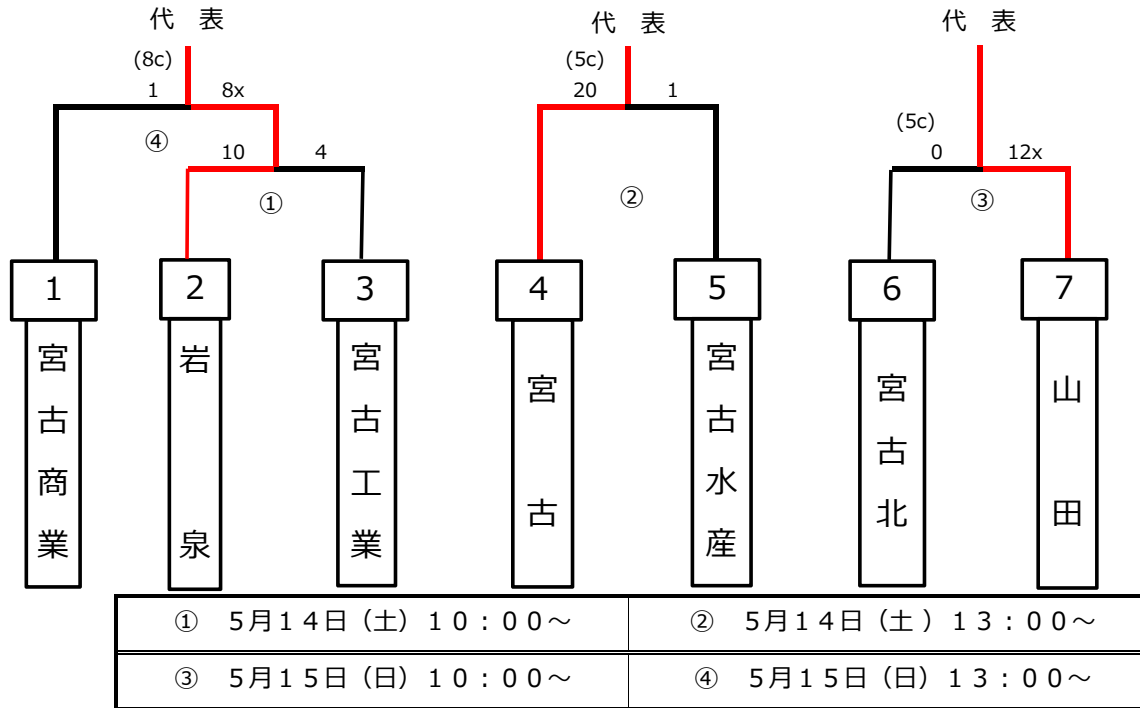 代 表 代 表 代 表
(8c) (5c)
1 8x 20 1
(5c)
④ 10 4 0 12x
① ② ③
1 2 3 4 5 6 7
宮古商業
岩泉
宮古工業
宮古
宮古水産
宮古北
山田
① 5月14日（土）10：00～ ② 5月14日（土）13：00～
③ 5月15日（日）10：00～ ④ 5月15日（日）13：00～